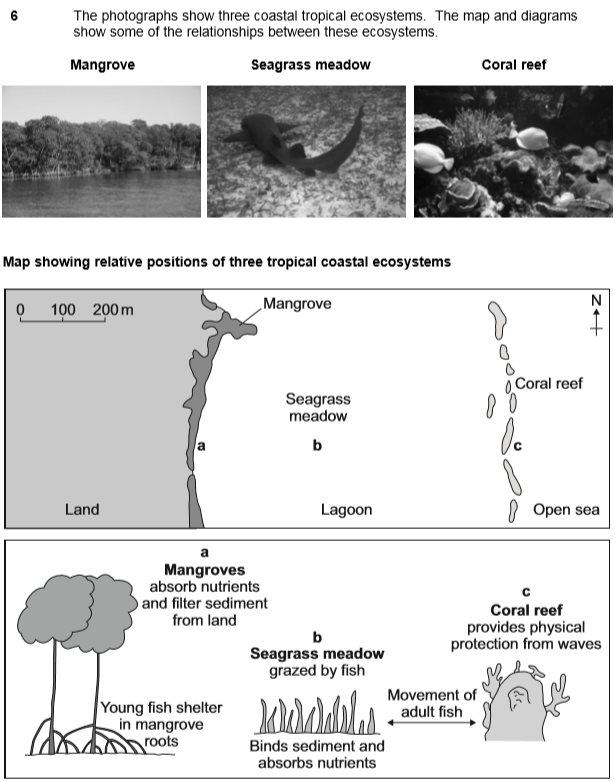 6 The photographs show three coastal tropical ecosystems. The map and diagrams
show some of the relationships between these ecosystems.
Mangrove Seagrass meadow Coral reef
Map showing relative positions of three tropical coastal ecosystems
0 100 200 m
Mangrove
N
Coral reef
Seagrass
meadow
a b c
Land Lagoon Open sea
a
Mangroves
absorb nutrients
and filter sediment
from land
Young fish shelter
in mangrove
roots
b
Seagrass meadow
grazed by fish
Binds sediment and
absorbs nutrients
Movement of
adult fish
c
Coral reef
provides physical
protection from waves